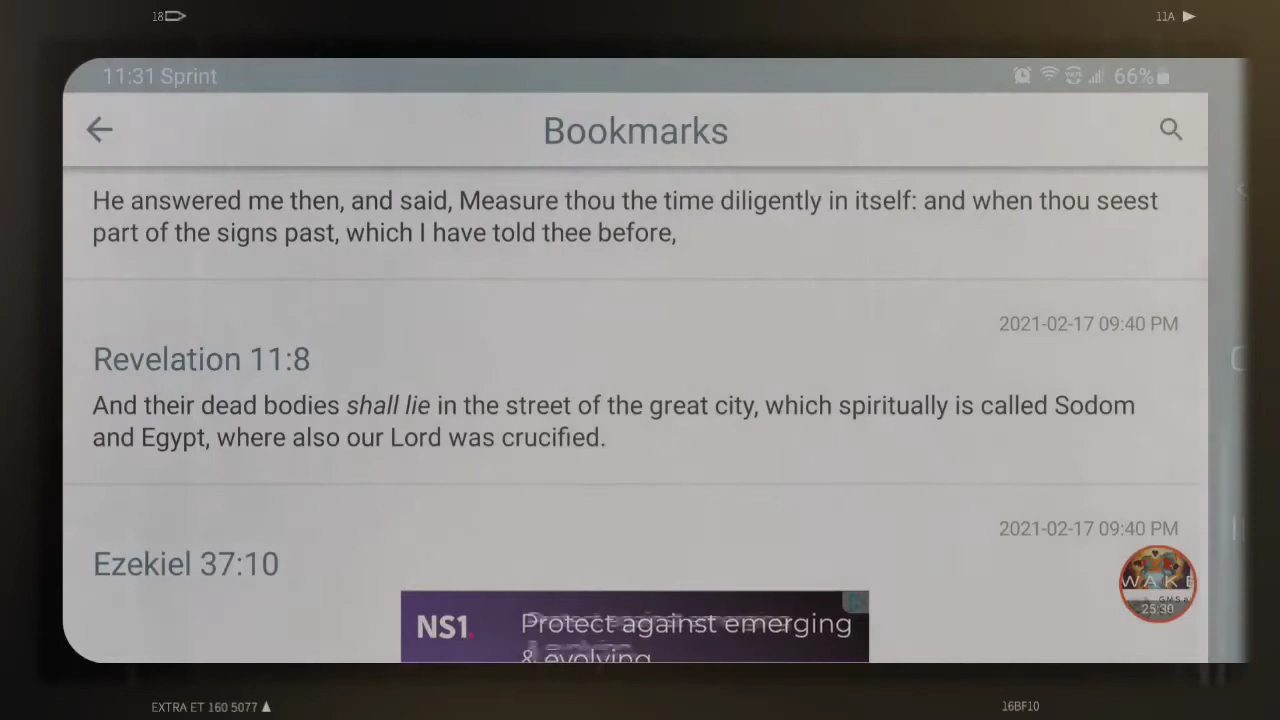 18
11A
11:31 Sprint
66%
Bookmarks
He answered me then, and said, Measure thou the time diligently in itself: and when thou seest
part of the signs past, which I have told thee before,
2021-02-17 09:40 PM
Revelation 11:8
And their dead bodies shall lie in the street of the great city, which spiritually is called Sodom
and Egypt, where also our Lord was crucified.
2021-02-17 09:40 PM
Ezekiel 37:10
WAKE
GMS
25:30
NS1.
Protect against emerging
& evolving
EXTRA ET 160 5077
16BF10